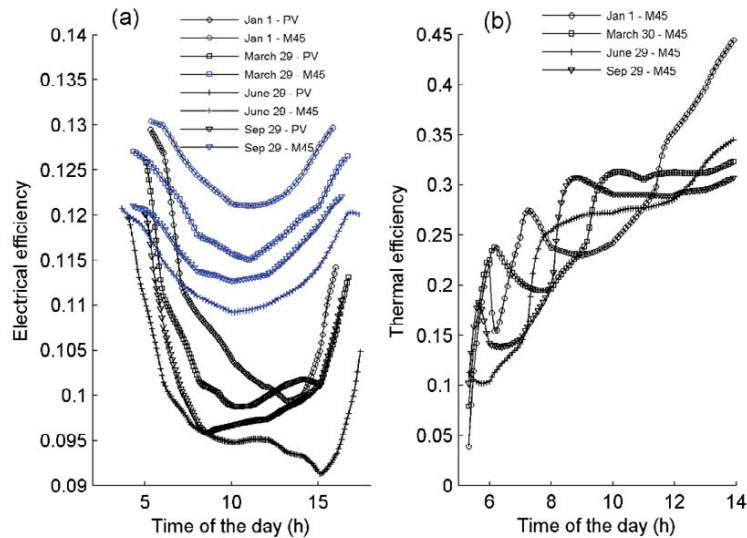 (a)
Jan 1 - PV
Jan 1 - M45
March 29 - PV
March 29 - M45
June 29 - PV
June 29 - M45
Sep 29 - PV
Sep 29 - M45
0.14
0.135
0.13
0.125
0.12
0.115
0.11
0.105
0.1
0.095
0.09
Electrical efficiency
5
10
15
Time of the day (h)
(b)
Jan 1 - M45
March 30 - M45
June 29 - M45
Sep 29 - M45
0.45
0.4
0.35
0.3
0.25
0.2
0.15
0.1
0.05
0
Thermal efficiency
6
8
10
12
14
Time of the day (h)